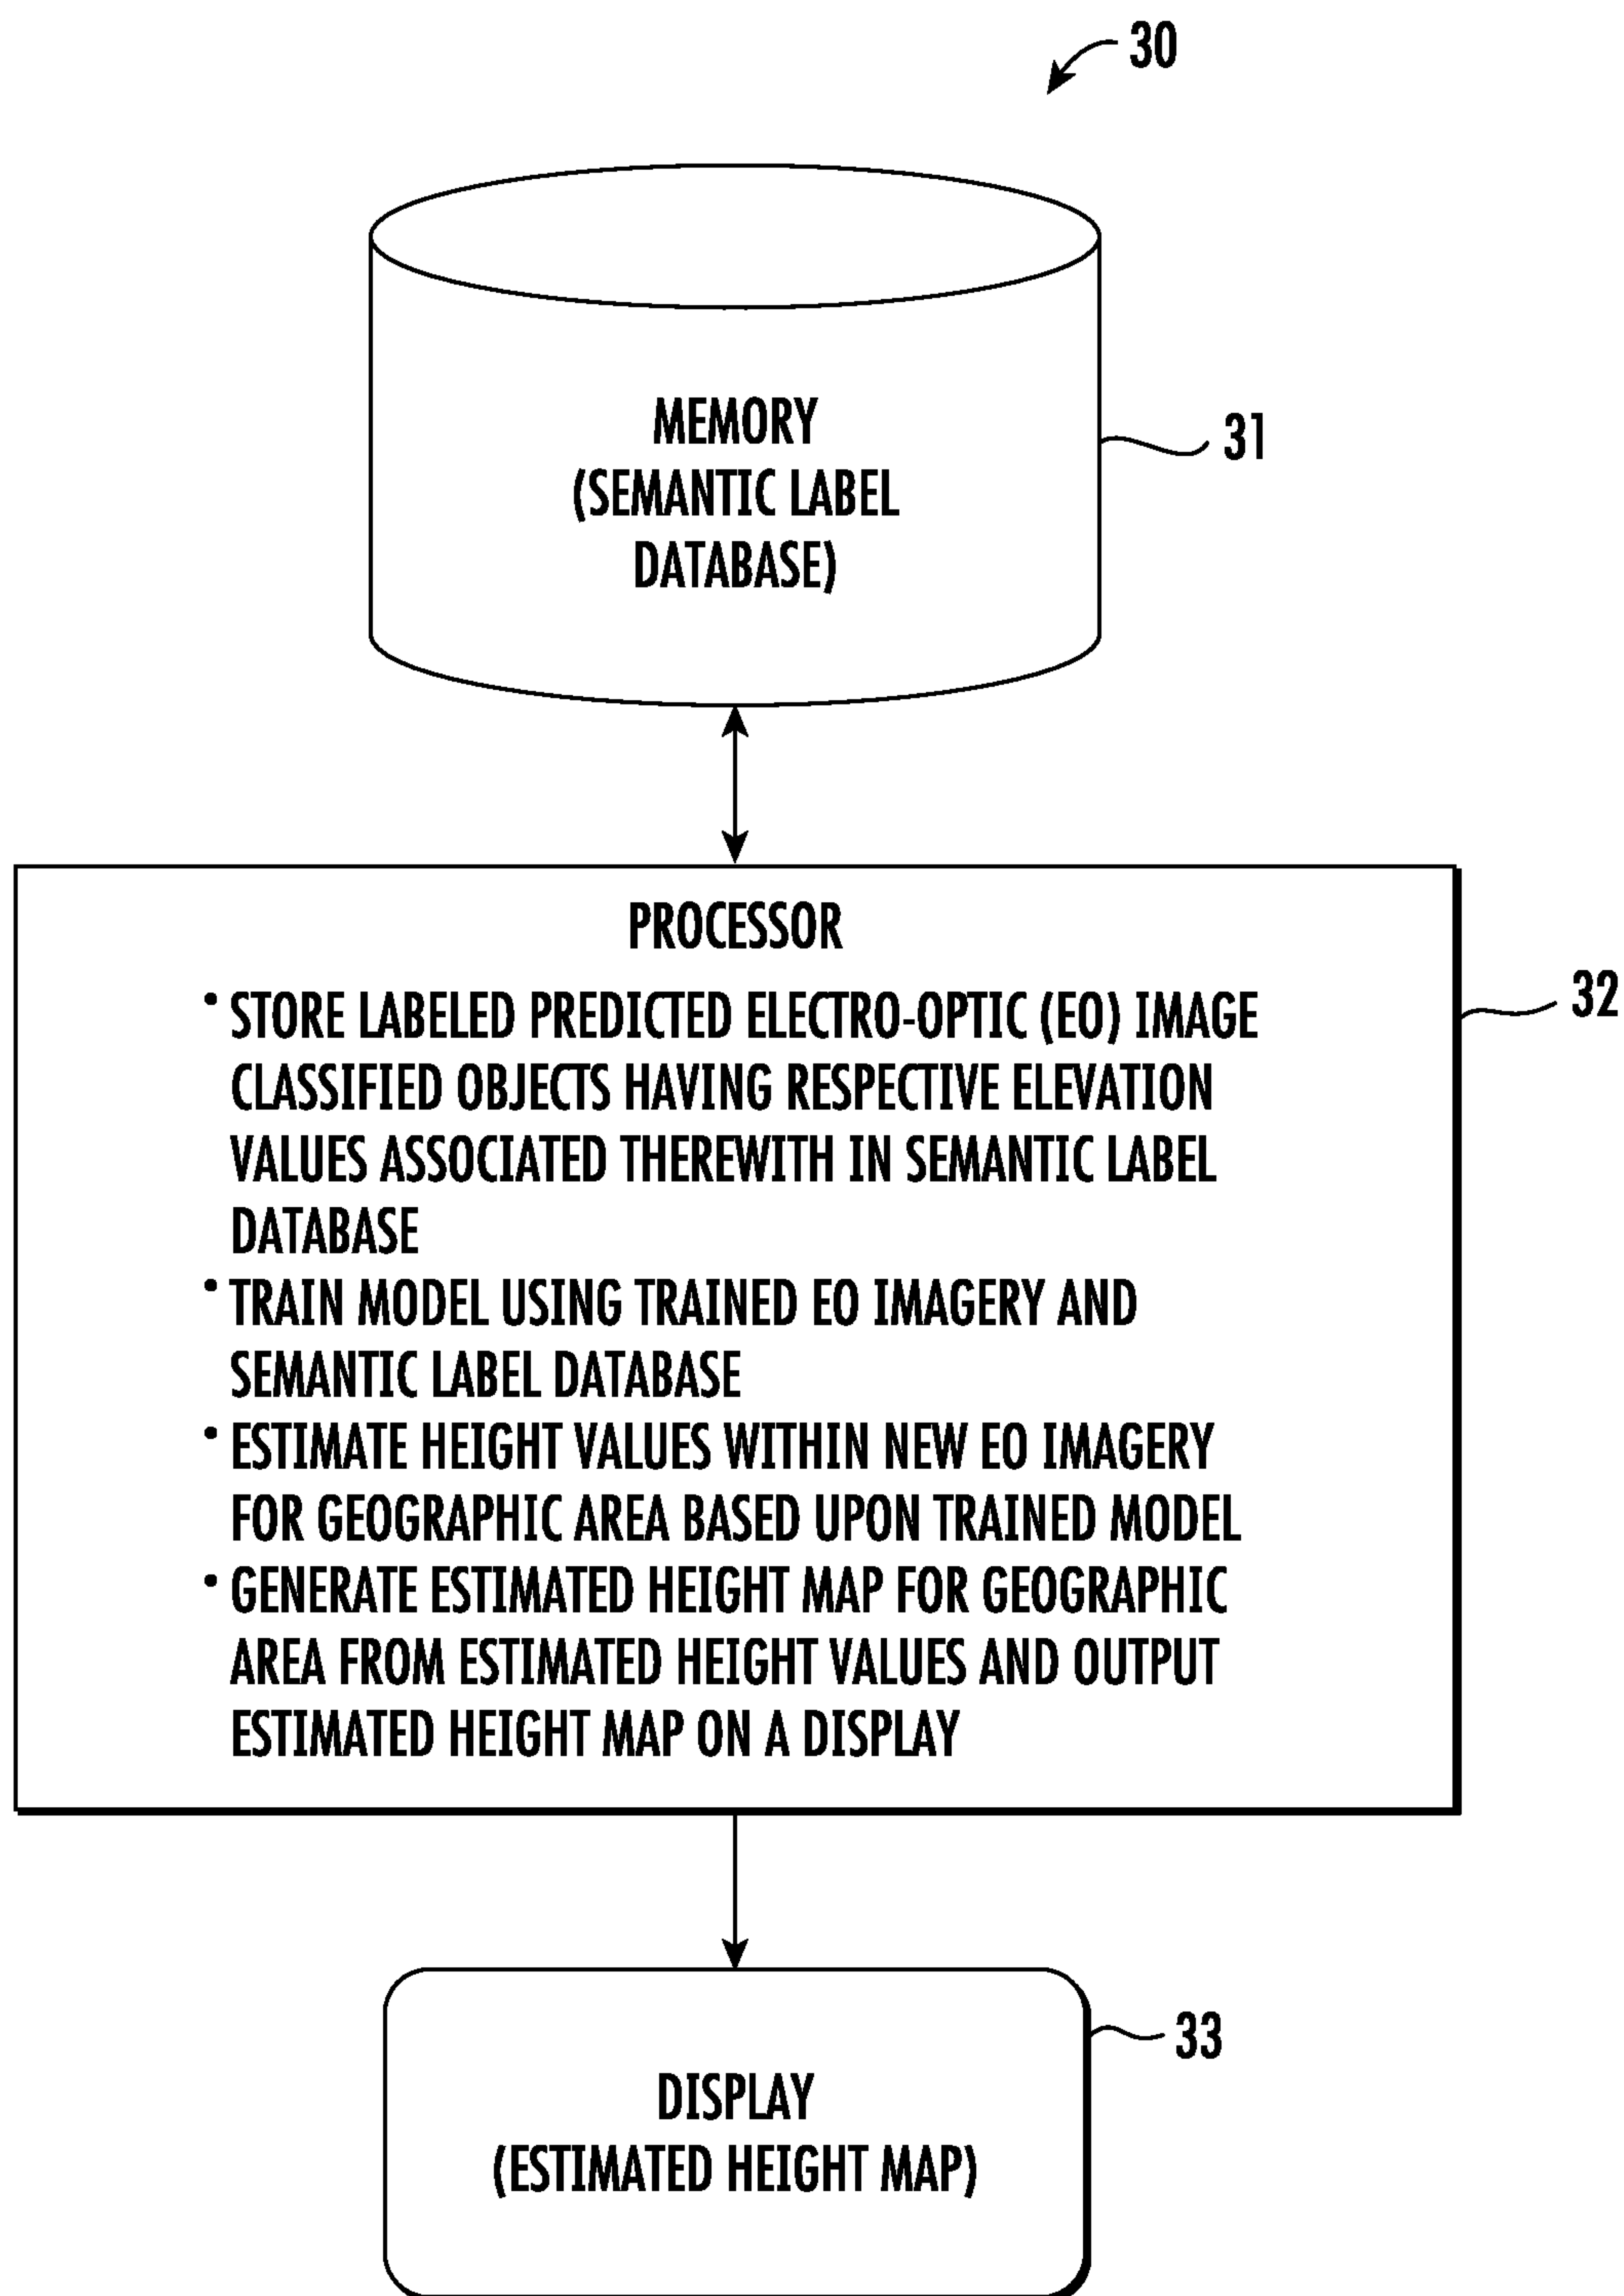 30
MEMORY
(SEMANTIC LABEL
DATABASE)
31
PROCESSOR
• STORE LABELED PREDICTED ELECTRO-OPTIC (EO) IMAGE
CLASSIFIED OBJECTS HAVING RESPECTIVE ELEVATION
VALUES ASSOCIATED THEREWITH IN SEMANTIC LABEL
DATABASE
• TRAIN MODEL USING TRAINED EO IMAGERY AND
SEMANTIC LABEL DATABASE
• ESTIMATE HEIGHT VALUES WITHIN NEW EO IMAGERY
FOR GEOGRAPHIC AREA BASED UPON TRAINED MODEL
• GENERATE ESTIMATED HEIGHT MAP FOR GEOGRAPHIC
AREA FROM ESTIMATED HEIGHT VALUES AND OUTPUT
ESTIMATED HEIGHT MAP ON A DISPLAY
32
DISPLAY
(ESTIMATED HEIGHT MAP)
33